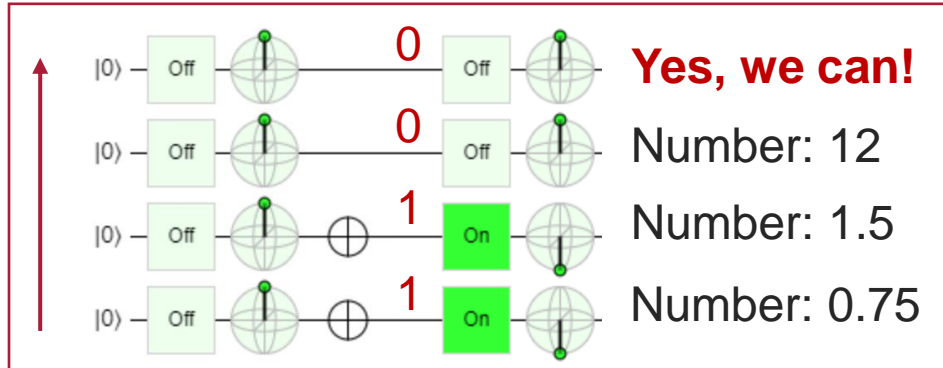 |0⟩ Off 0 Off Yes, we can!
|0⟩ Off 0 Off Number: 12
|0⟩ Off 1 On Number: 1.5
|0⟩ Off 1 On Number: 0.75